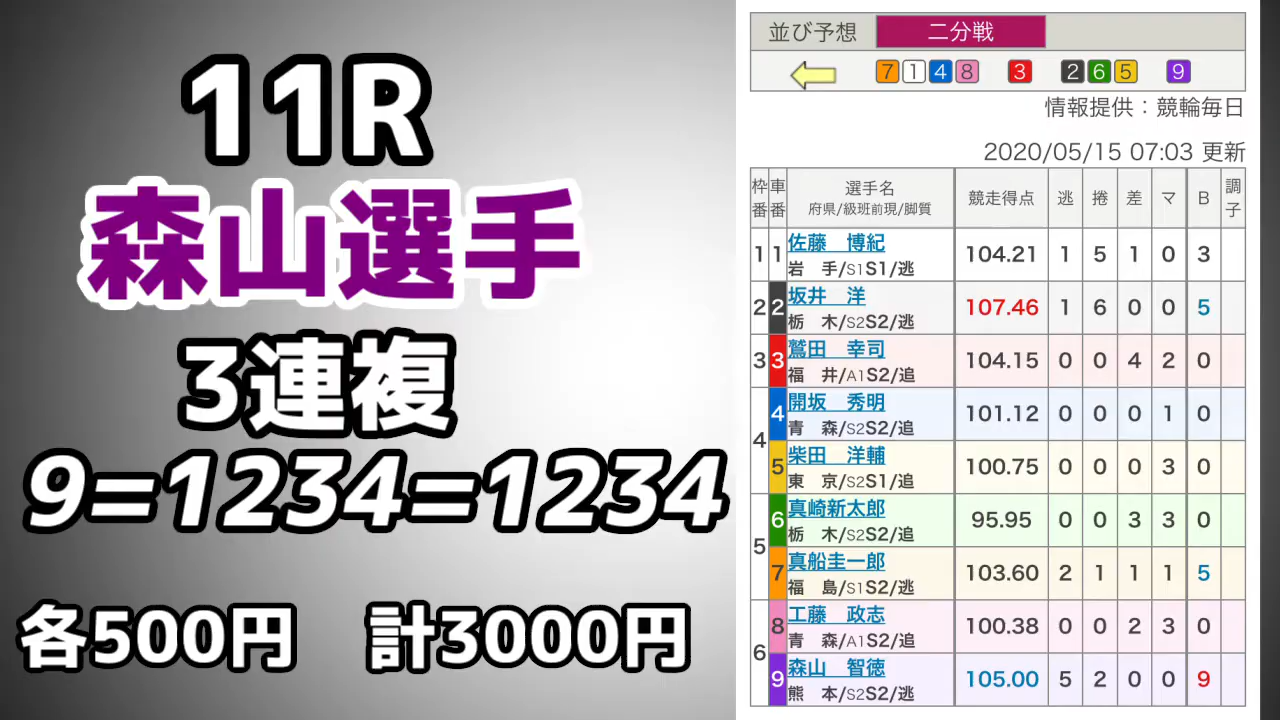 11R
森山選手
3連複
9=1234=1234
各500円 計3000円
並び予想 二分戦
7 1 4 8 3 2 6 5 9
情報提供：競輪毎日
2020/05/15 07:03 更新
枠番 車番 選手名 府県/級班前現/脚質 競走得点 逃 捲 差 マ B 調子
1 1 佐藤 博紀 104.21 1 5 1 0 3
岩 手/S1S1/逃
2 2 坂井 洋 107.46 1 6 0 0 5
栃 木/S2S2/逃
3 3 鷲田 幸司 104.15 0 0 4 2 0
福 井/A1S2/追
4 4 開坂 秀明 101.12 0 0 0 1 0
青 森/S2S2/追
5 柴田 洋輔 100.75 0 0 0 3 0
東 京/S2S1/追
5 6 真崎新太郎 95.95 0 0 3 3 0
栃 木/S2S2/追
7 真船圭一郎 103.60 2 1 1 1 5
福 島/S1S2/逃
6 8 工藤 政志 100.38 0 0 2 3 0
青 森/A1S2/追
9 森山 智徳 105.00 5 2 0 0 9
熊 本/S2S2/逃